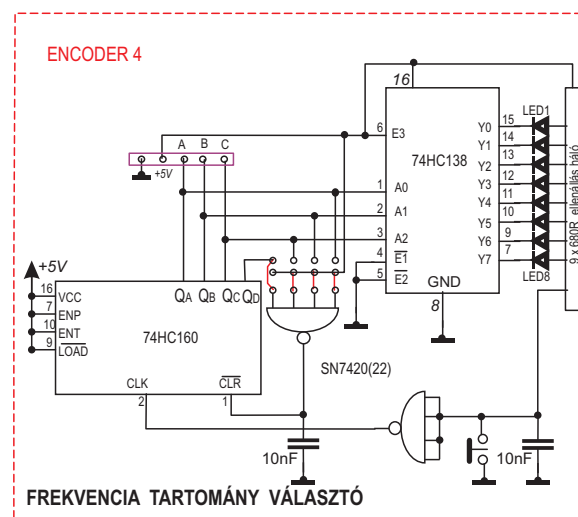 ENCODER 4
16
LED1
A B C
+5V
6 E3
74HC138
Y0 15
Y1 14
Y2 13
Y3 12
Y4 11
Y5 10
Y6 9
Y7 7
1 A0
2 A1
3 A2
4 E1
5 E2
GND
8
LED8
9 x 680R ellenállás háló
+5V
16 VCC
7 ENP
10 ENT
9 LOAD
QA QB QC QD
74HC160
CLK
CLR
2
1
SN7420(22)
10nF
10nF
FREKVENCIA TARTOMÁNY VÁLASZTÓ